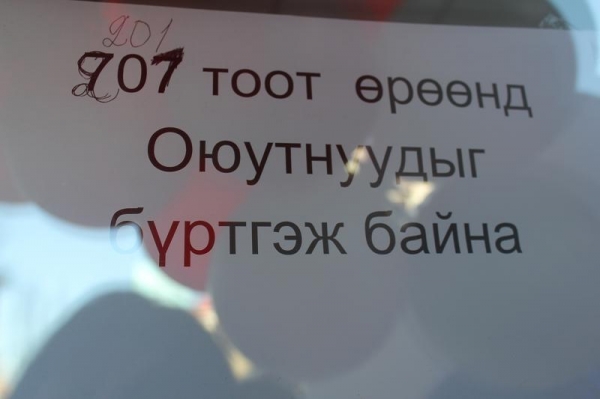 201
707 тоот өрөөнд
Оюутнуудыг
бүртгэж байна